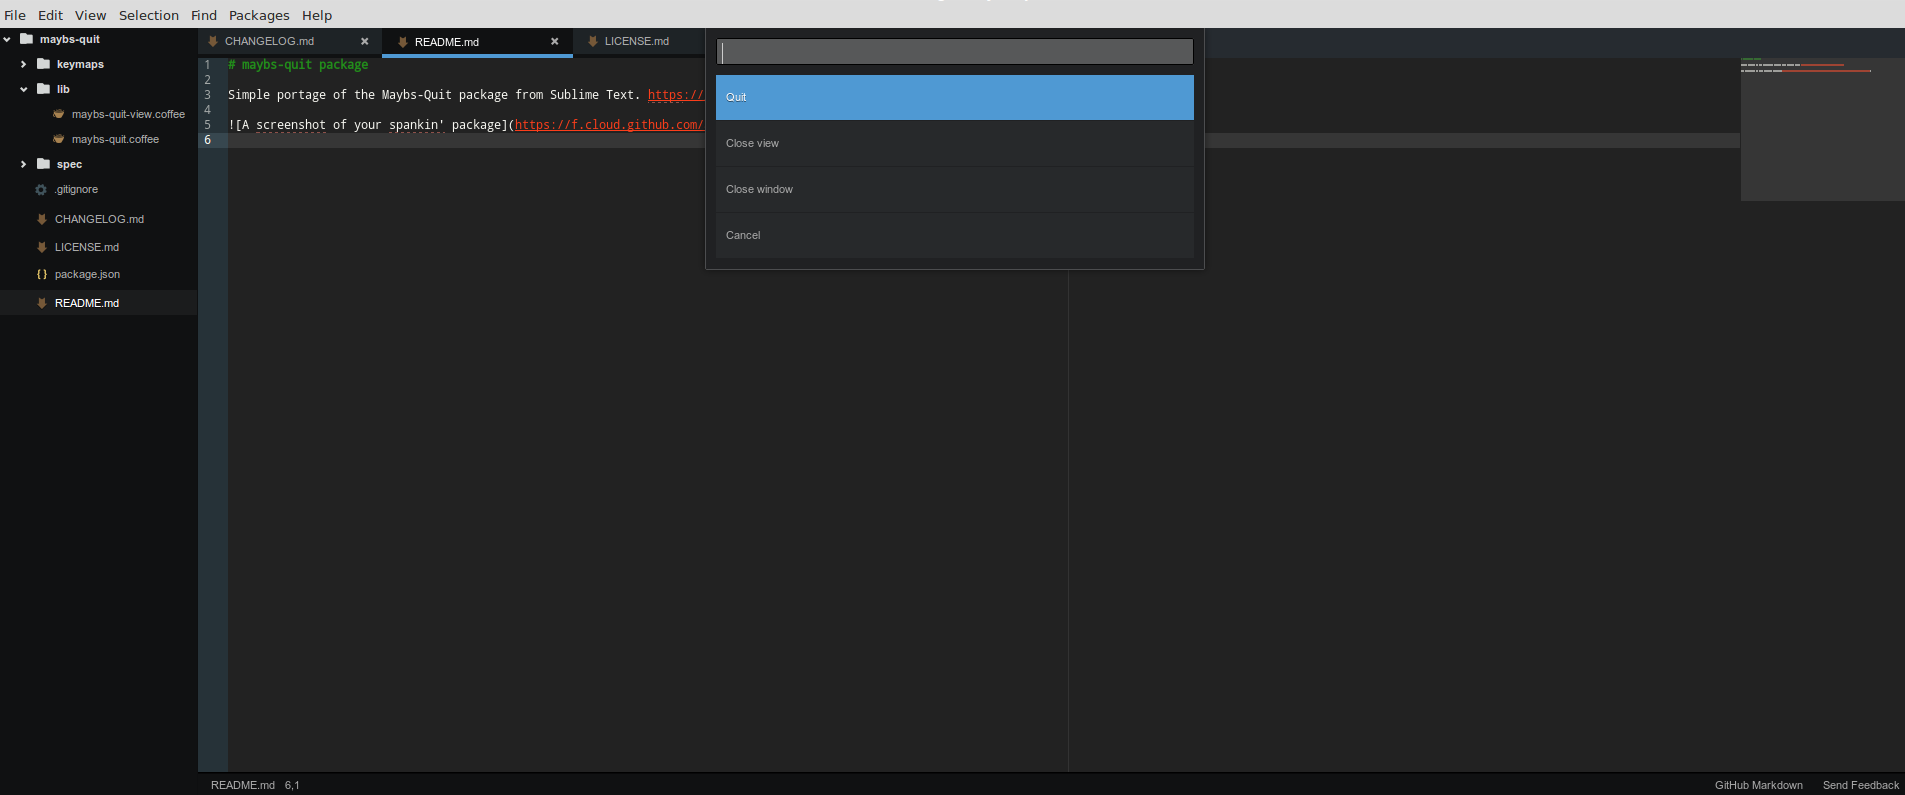 File Edit View Selection Find Packages Help
maybs-quit
keymaps
lib
maybs-quit-view.coffee
maybs-quit.coffee
spec
.gitignore
CHANGELOG.md
LICENSE.md
package.json
README.md
CHANGELOG.md README.md LICENSE.md
1 # maybs-quit package
2
3 Simple portage of the Maybs-Quit package from Sublime Text. https://
4
5 ![A screenshot of your spankin' package](https://f.cloud.github.com/
6
Quit
Close view
Close window
Cancel
README.md 6,1 GitHub Markdown Send Feedback